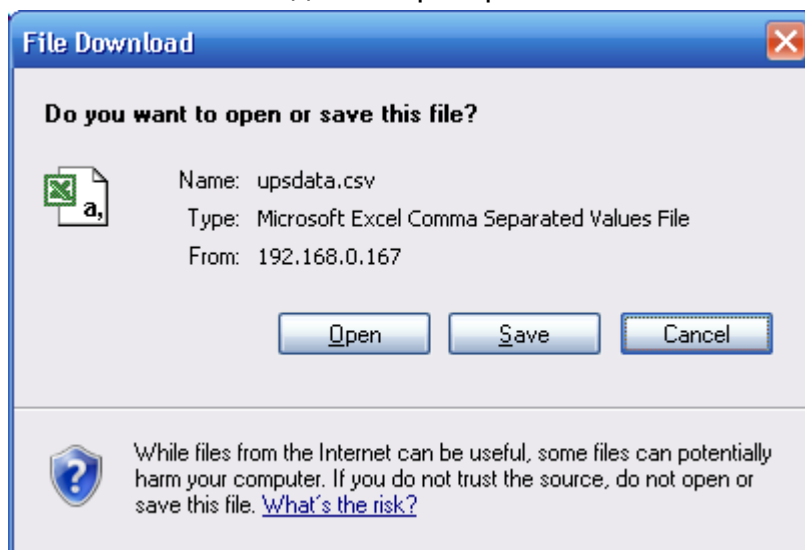 File Download
Do you want to open or save this file?
a,
Name: upsdata.csv
Type: Microsoft Excel Comma Separated Values File
From: 192.168.0.167
Open Save Cancel
While files from the Internet can be useful, some files can potentially
harm your computer. If you do not trust the source, do not open or
save this file. What's the risk?